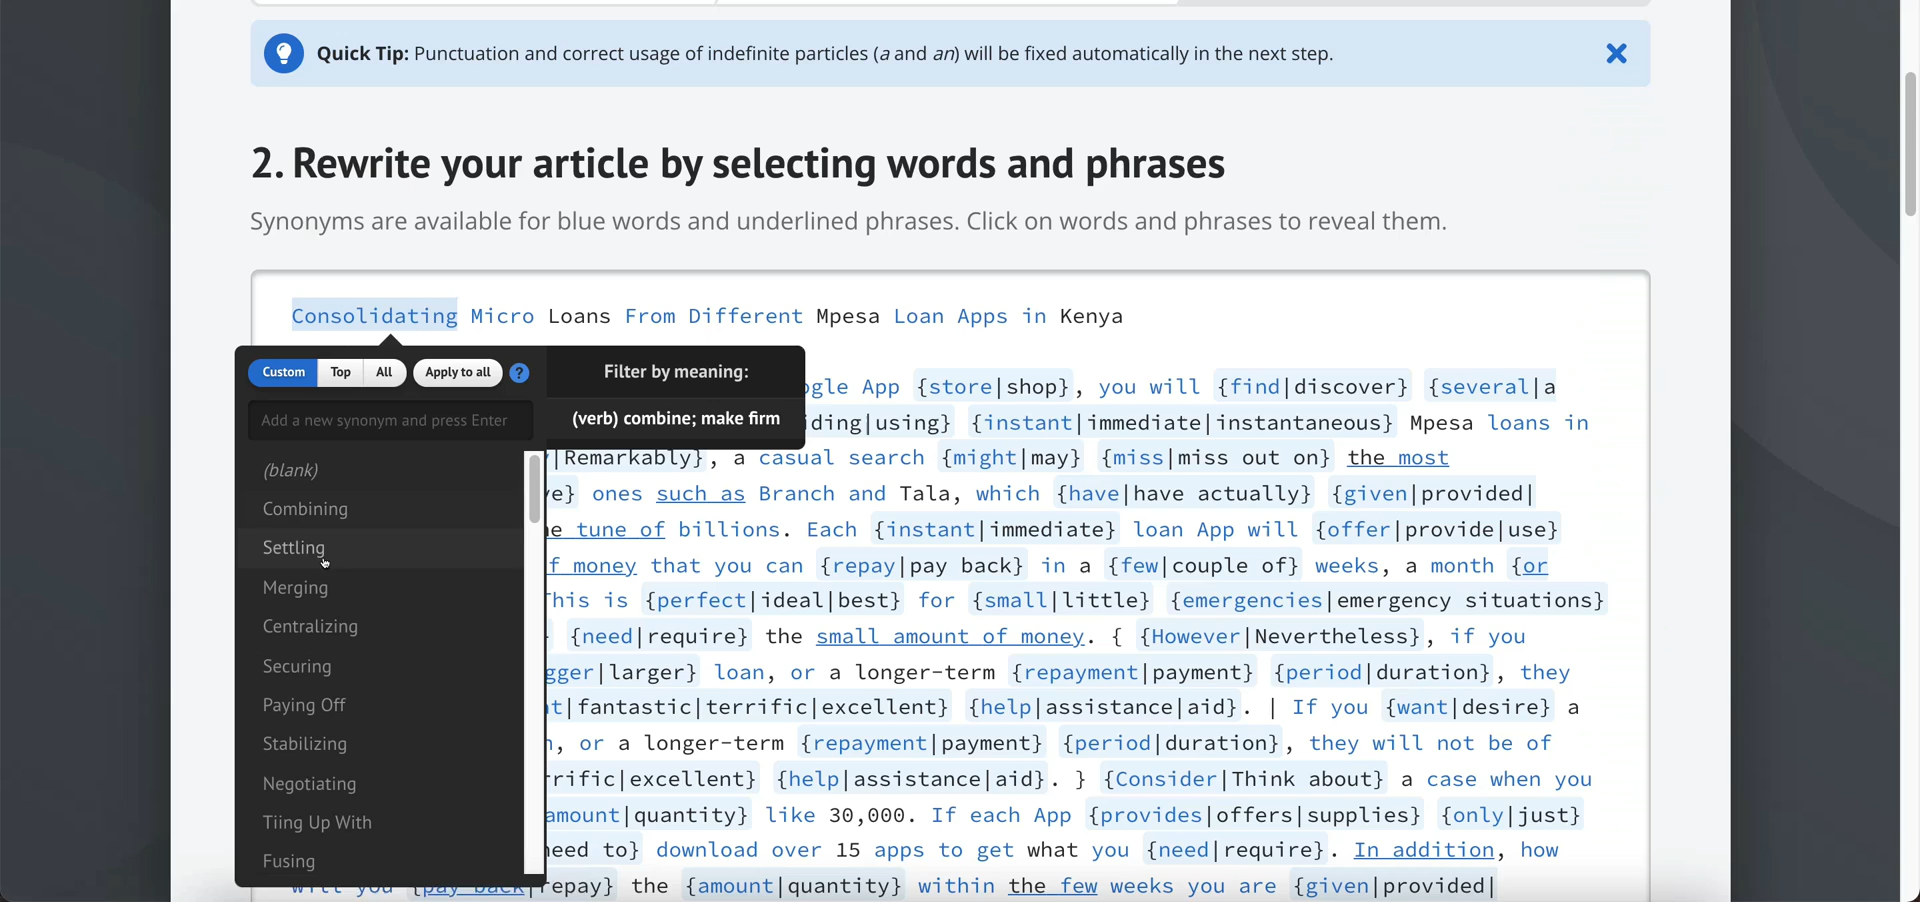 Quick Tip: Punctuation and correct usage of indefinite particles (a and an) will be fixed automatically in the next step.
2. Rewrite your article by selecting words and phrases
Synonyms are available for blue words and underlined phrases. Click on words and phrases to reveal them.
Consolidating Micro Loans From Different Mpesa Loan Apps in Kenya
Custom Top All Apply to all ?
Add a new synonym and press Enter
(blank)
Combining
Settling
Merging
Centralizing
Securing
Paying Off
Stabilizing
Negotiating
Tiing Up With
Fusing
Filter by meaning:
(verb) combine; make firm
App {store|shop}, you will {find|discover} {several|a
|using} {instant|immediate|instantaneous} Mpesa loans in
|Remarkably}, a casual search {might|may} {miss|miss out on} the most
ones such as Branch and Tala, which {have|have actually} {given|provided|
tune of billions. Each {instant|immediate} loan App will {offer|provide|use}
money that you can {repay|pay back} in a {few|couple of} weeks, a month {or
is {perfect|ideal|best} for {small|little} {emergencies|emergency situations}
{need|require} the small amount of money. { {However|Nevertheless}, if you
|larger} loan, or a longer-term {repayment|payment} {period|duration}, they
|fantastic|terrific|excellent} {help|assistance|aid}. | If you {want|desire} a
, or a longer-term {repayment|payment} {period|duration}, they will not be of
|excellent} {help|assistance|aid}. } {Consider|Think about} a case when you
amount|quantity} like 30,000. If each App {provides|offers|supplies} {only|just}
need to} download over 15 apps to get what you {need|require}. In addition, how
will you {pay back|repay} the {amount|quantity} within the few weeks you are {given|provided|